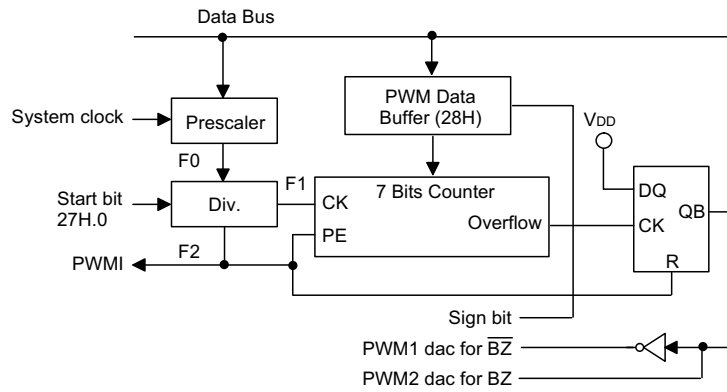 Data Bus
System clock
Prescaler
PWM Data
Buffer (28H)
VDD
F0
Start bit
27H.0
Div.
F1
7 Bits Counter
CK
PE
Overflow
DQ
QB
CK
R
F2
PWMI
Sign bit
PWM1 dac for B̅Z̅
PWM2 dac for BZ